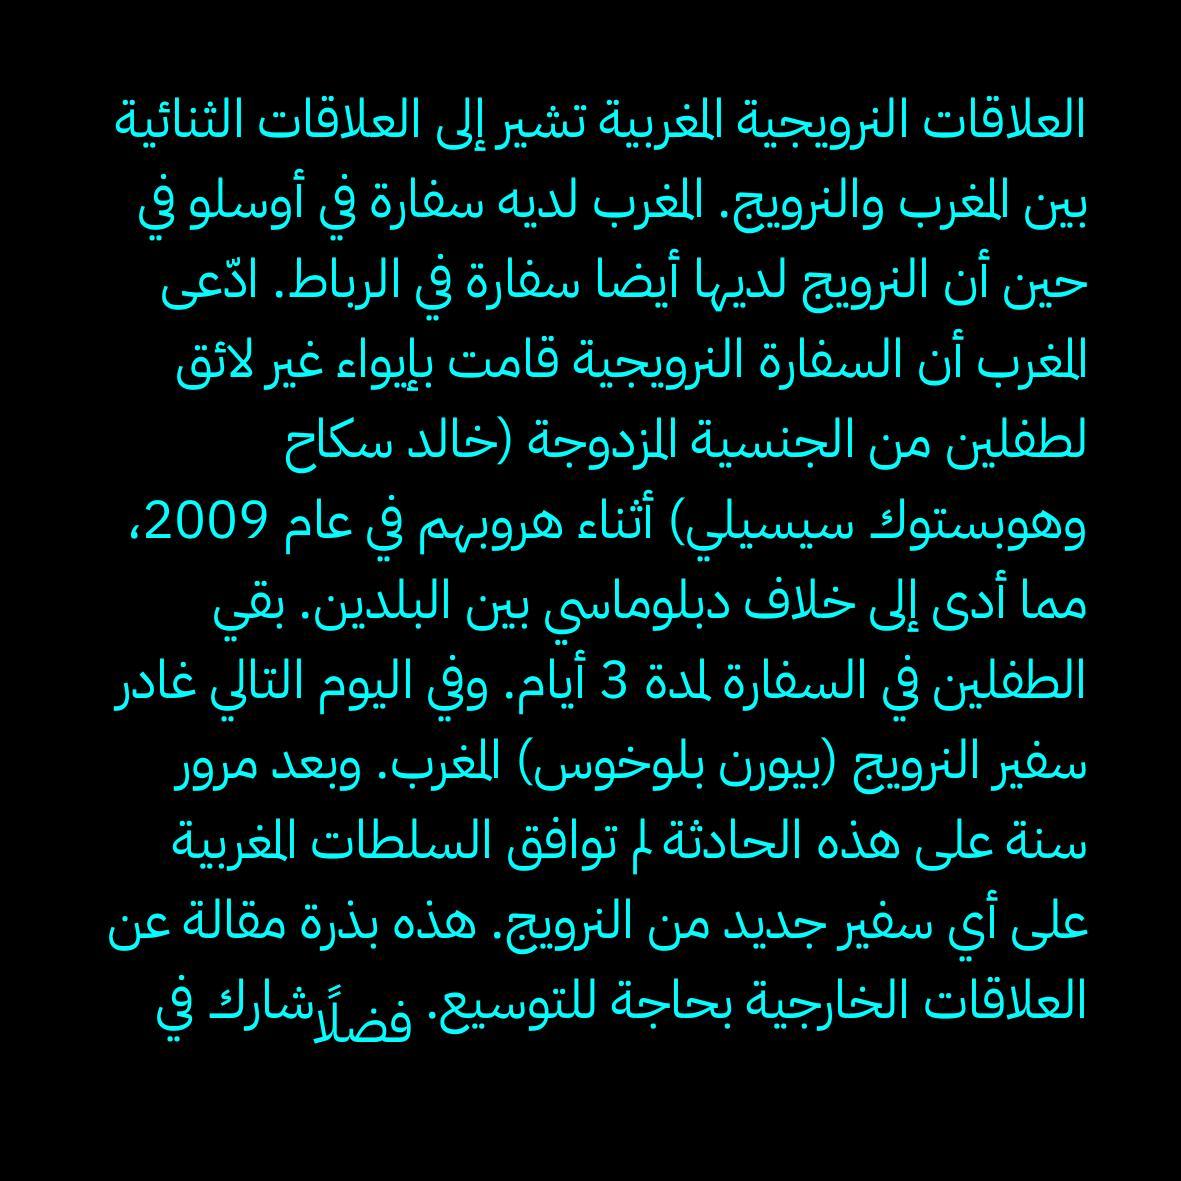 العلاقات النرويجية المغربية تشير إلى العلاقات الثنائية
بين المغرب والنرويج. المغرب لديه سفارة في أوسلو في
حين أن النرويج لديها أيضا سفارة في الرباط. ادّعى
المغرب أن السفارة النرويجية قامت بإيواء غير لائق
لطفلين من الجنسية المزدوجة (خالد سكاح
وهوبستوك سيسيلي) أثناء هروبهم في عام 2009،
مما أدى إلى خلاف دبلوماسي بين البلدين. بقي
الطفلين في السفارة لمدة 3 أيام. وفي اليوم التالي غادر
سفير النرويج (بيورن بلوخوس) المغرب. وبعد مرور
سنة على هذه الحادثة لم توافق السلطات المغربية
على أي سفير جديد من النرويج. هذه بذرة مقالة عن
العلاقات الخارجية بحاجة للتوسيع. فضلًا شارك في